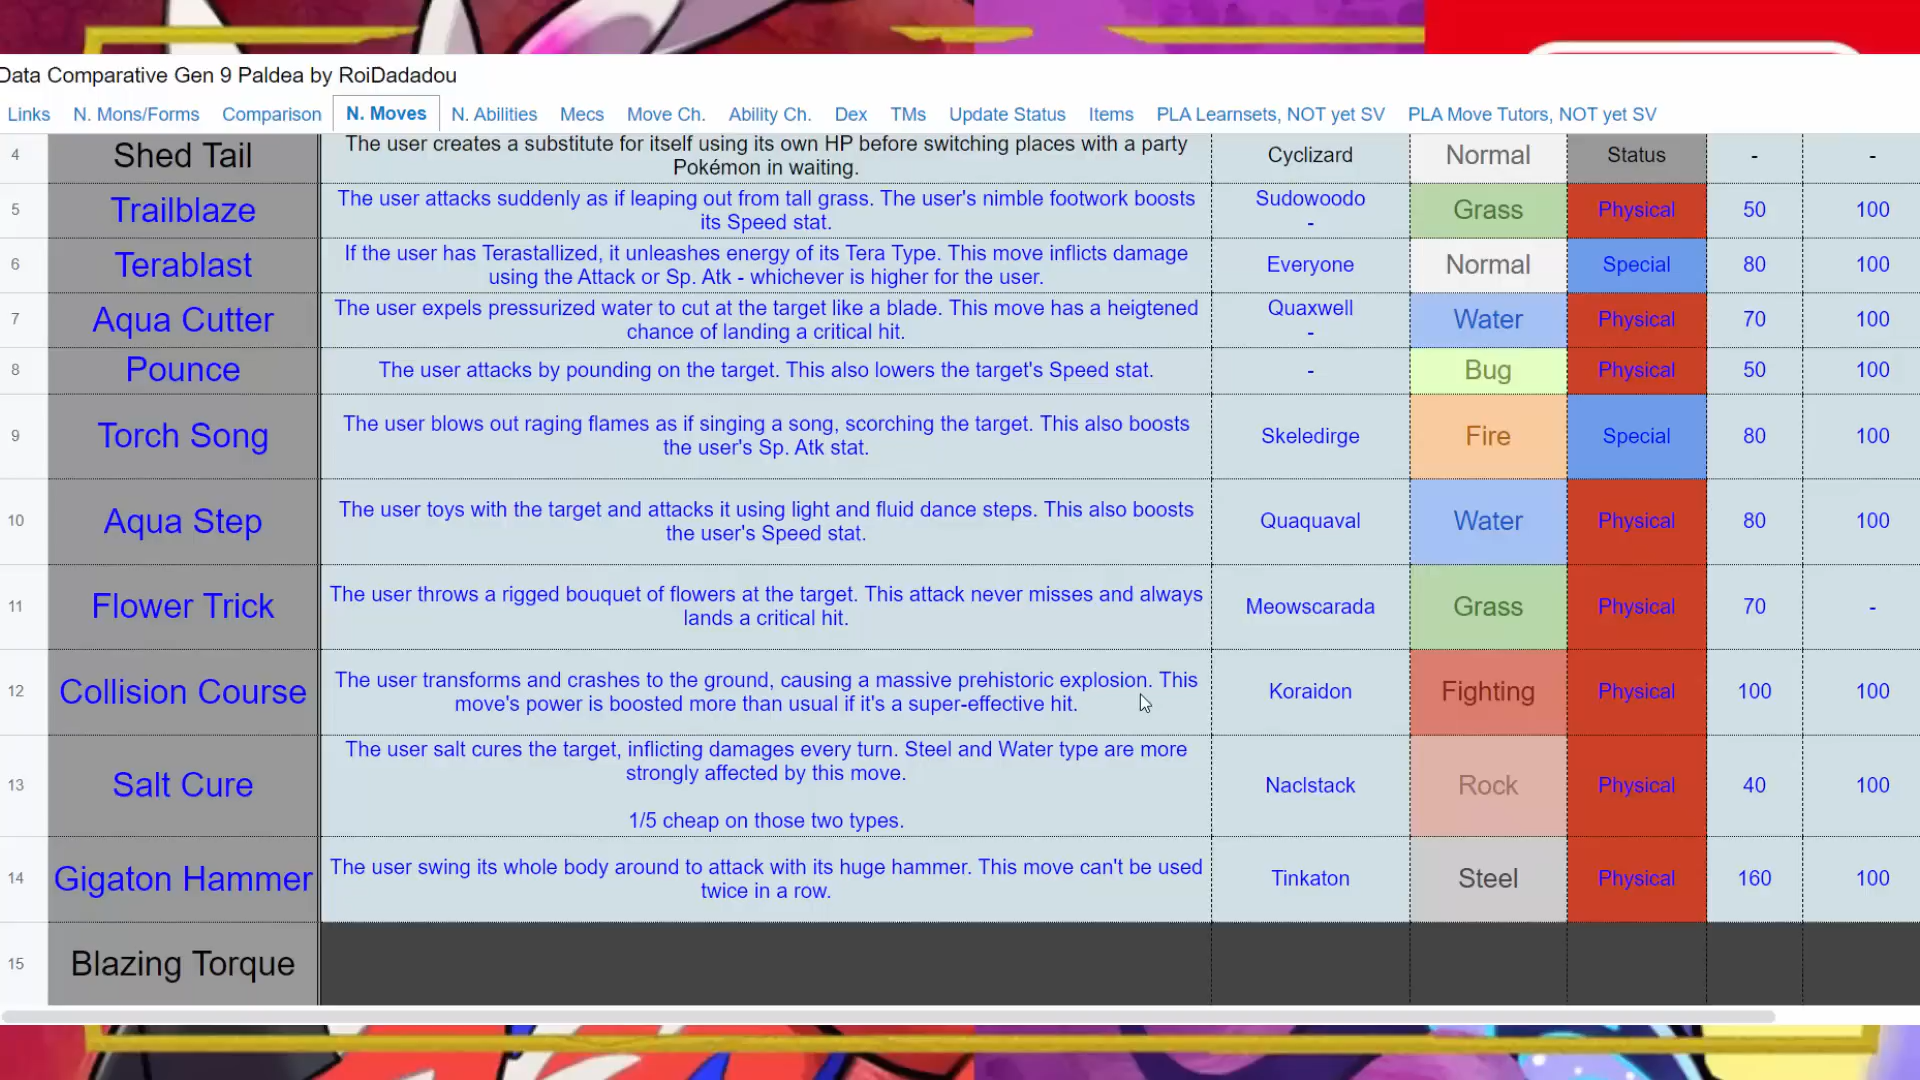 Data Comparative Gen 9 Paldea by RoiDadadou
Links N. Mons/Forms Comparison N. Moves N. Abilities Mecs Move Ch. Ability Ch. Dex TMs Update Status Items PLA Learnsets, NOT yet SV PLA Move Tutors, NOT yet SV
4 Shed Tail The user creates a substitute for itself using its own HP before switching places with a party Cyclizard Normal Status - -
Pokémon in waiting.
5 Trailblaze The user attacks suddenly as if leaping out from tall grass. The user's nimble footwork boosts Sudowoodo Grass Physical 50 100
its Speed stat. -
6 Terablast If the user has Terastallized, it unleashes energy of its Tera Type. This move inflicts damage Everyone Normal Special 80 100
using the Attack or Sp. Atk - whichever is higher for the user.
7 Aqua Cutter The user expels pressurized water to cut at the target like a blade. This move has a heigtened Quaxwell Water Physical 70 100
chance of landing a critical hit. -
8 Pounce The user attacks by pounding on the target. This also lowers the target's Speed stat. - Bug Physical 50 100
9 Torch Song The user blows out raging flames as if singing a song, scorching the target. This also boosts Skeledirge Fire Special 80 100
the user's Sp. Atk stat.
10 Aqua Step The user toys with the target and attacks it using light and fluid dance steps. This also boosts Quaquaval Water Physical 80 100
the user's Speed stat.
11 Flower Trick The user throws a rigged bouquet of flowers at the target. This attack never misses and always Meowscarada Grass Physical 70 -
lands a critical hit.
12 Collision Course The user transforms and crashes to the ground, causing a massive prehistoric explosion. This Koraidon Fighting Physical 100 100
move's power is boosted more than usual if it's a super-effective hit.
13 Salt Cure The user salt cures the target, inflicting damages every turn. Steel and Water type are more Naclstack Rock Physical 40 100
strongly affected by this move.
1/5 cheap on those two types.
14 Gigaton Hammer The user swing its whole body around to attack with its huge hammer. This move can't be used Tinkaton Steel Physical 160 100
twice in a row.
15 Blazing Torque